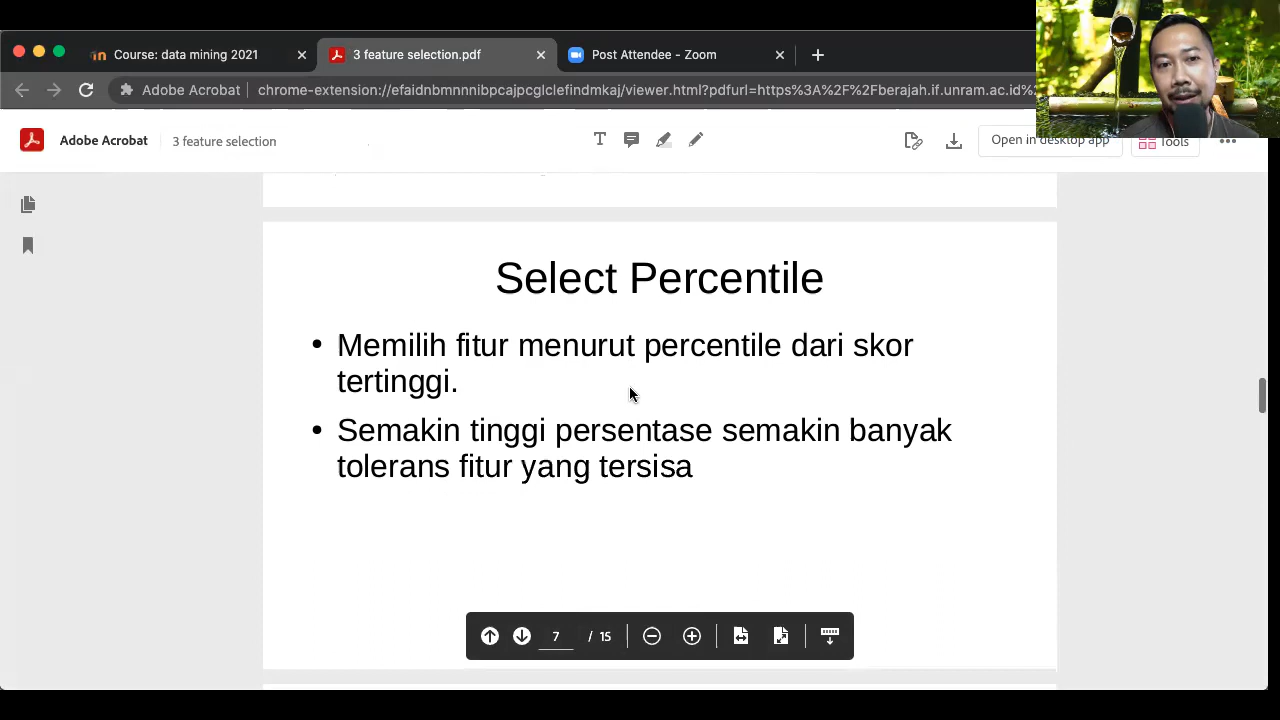 Course: data mining 2021
3 feature selection.pdf
Post Attendee - Zoom
Adobe Acrobat
chrome-extension://efaidnbmnnnibpcajpcglclefindmkaj/viewer.html?pdfurl=https%3A%2F%2Fberajah.if.unram.ac.id%2
Adobe Acrobat
3 feature selection
Open in desktop app
Tools
Select Percentile
• Memilih fitur menurut percentile dari skor
tertinggi.
• Semakin tinggi persentase semakin banyak
tolerans fitur yang tersisa
7 / 15